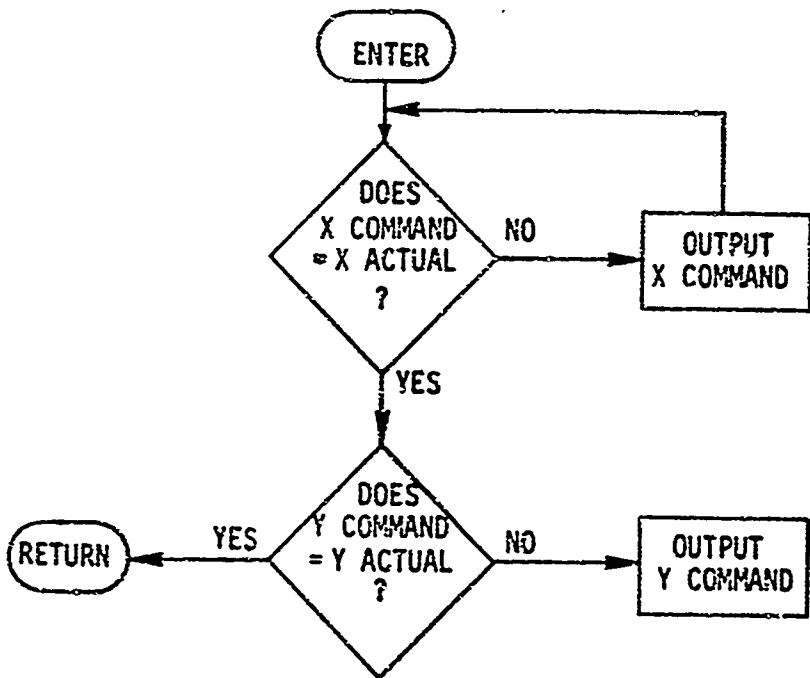 ENTER
DOES
X COMMAND
= X ACTUAL
?
NO
OUTPUT
X COMMAND
YES
DOES
Y COMMAND
= Y ACTUAL
?
YES
RETURN
NO
OUTPUT
Y COMMAND